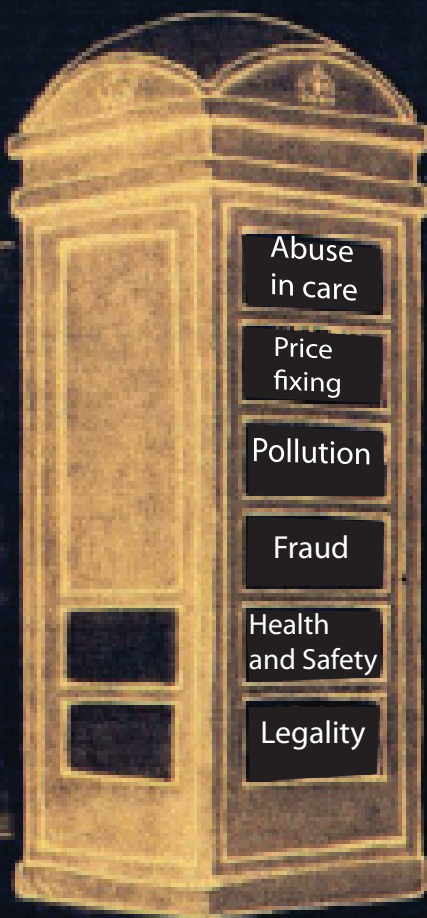 Abuse
in care
Price
fixing
Pollution
Fraud
Health
and Safety
Legality